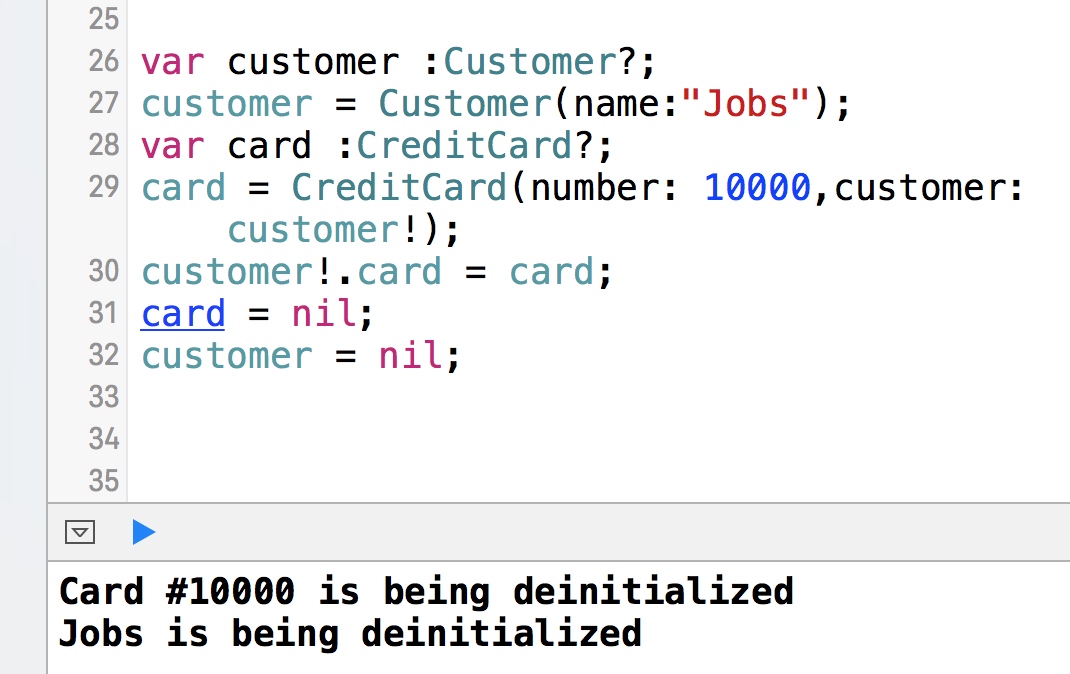 25
26 var customer :Customer?;
27 customer = Customer(name:"Jobs");
28 var card :CreditCard?;
29 card = CreditCard(number: 10000,customer:
customer!);
30 customer!.card = card;
31 card = nil;
32 customer = nil;
33
34
35
Card #10000 is being deinitialized
Jobs is being deinitialized